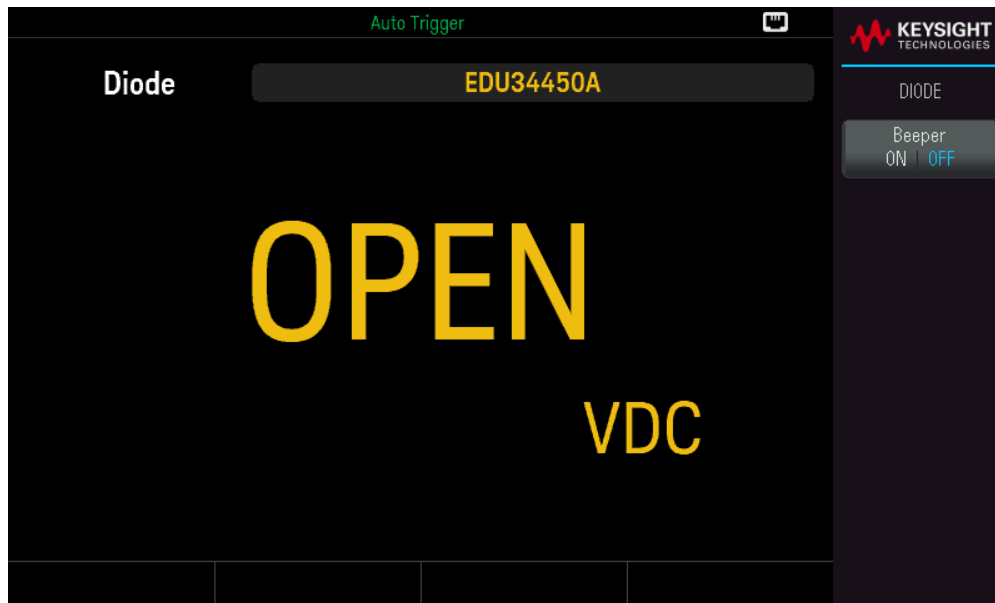 Auto Trigger
KEYSIGHT
TECHNOLOGIES
Diode
EDU34450A
DIODE
Beeper
ON | OFF
OPEN
VDC